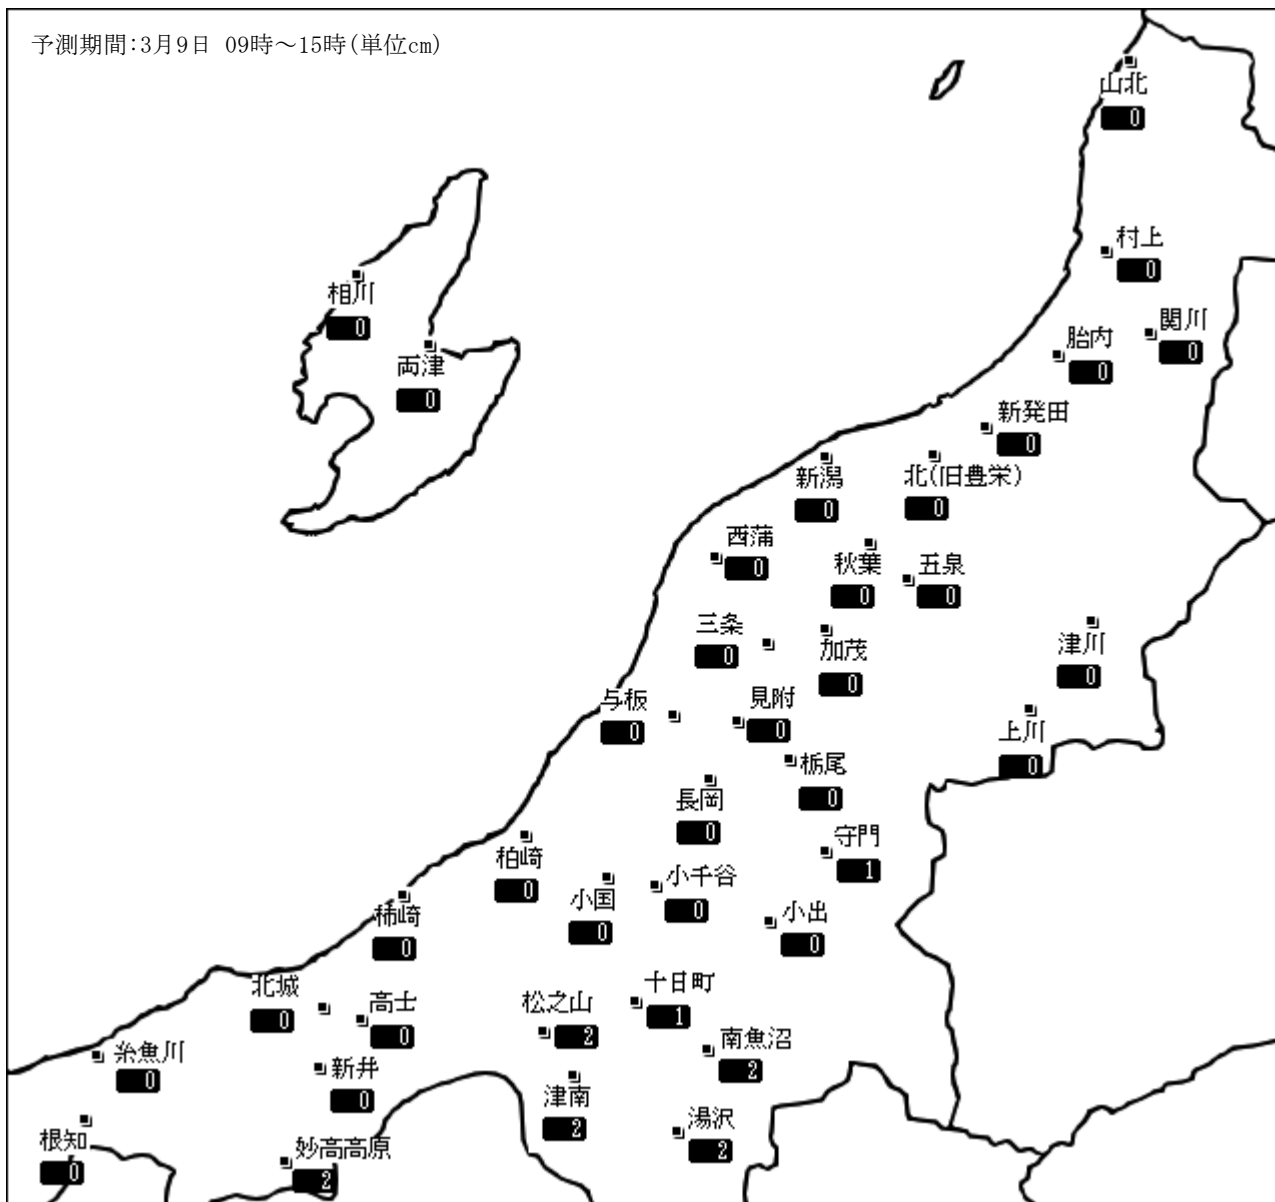 予測期間:3月9日 09時～15時(単位cm)
山北
0
村上
0
相川
0
関川
0
胎内
0
両津
0
新発田
0
新潟
0
北(旧豊栄)
0
西蒲
0
秋葉
0
五泉
0
三条
0
加茂
0
津川
0
与板
0
見附
0
上川
0
栃尾
0
長岡
0
守門
1
柏崎
0
小千谷
0
小国
0
小出
0
柿崎
0
北城
0
高士
0
松之山
2
十日町
1
南魚沼
2
糸魚川
0
新井
0
津南
2
湯沢
2
根知
0
妙高高原
2